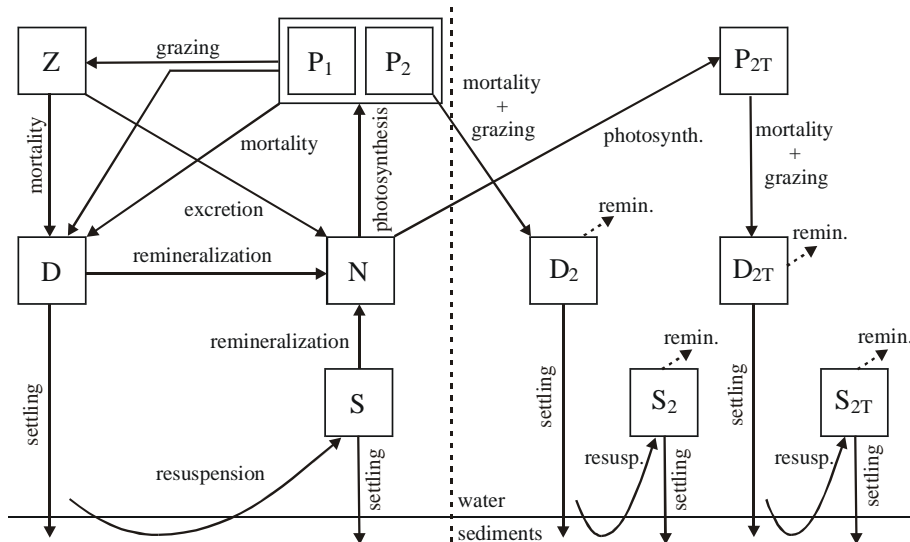 Z
grazing
P1
P2
P2T
mortality
+
grazing
mortality
mortality
photosynthesis
photosynth.
mortality
+
grazing
excretion
remin.
remin.
D
remineralization
N
D2
D2T
remineralization
remin.
remin.
settling
S
settling
S2
settling
S2T
resuspension
settling
resusp.
settling
resusp.
settling
water
sediments